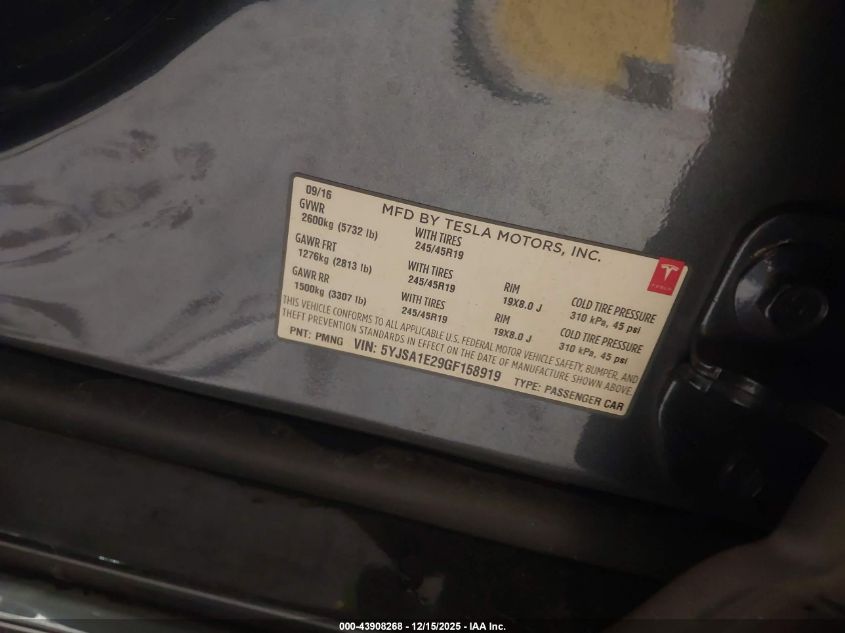 09/16
MFD BY TESLA MOTORS, INC.
GVWR
2600kg (5732 lb)
WITH TIRES
245/45R19
GAWR FRT
1276kg (2813 lb)
WITH TIRES
245/45R19
RIM
19X8.0 J
COLD TIRE PRESSURE
310 kPa, 45 psi
GAWR RR
1500kg (3307 lb)
WITH TIRES
245/45R19
RIM
19X8.0 J
COLD TIRE PRESSURE
310 kPa, 45 psi
TESLA
THIS VEHICLE CONFORMS TO ALL APPLICABLE U.S. FEDERAL MOTOR VEHICLE SAFETY, BUMPER, AND
THEFT PREVENTION STANDARDS IN EFFECT ON THE DATE OF MANUFACTURE SHOWN ABOVE.
PNT: PMNG VIN: 5YJSA1E29GF158919 TYPE: PASSENGER CAR
000-43908268 - 12/15/2025 - IAA Inc.